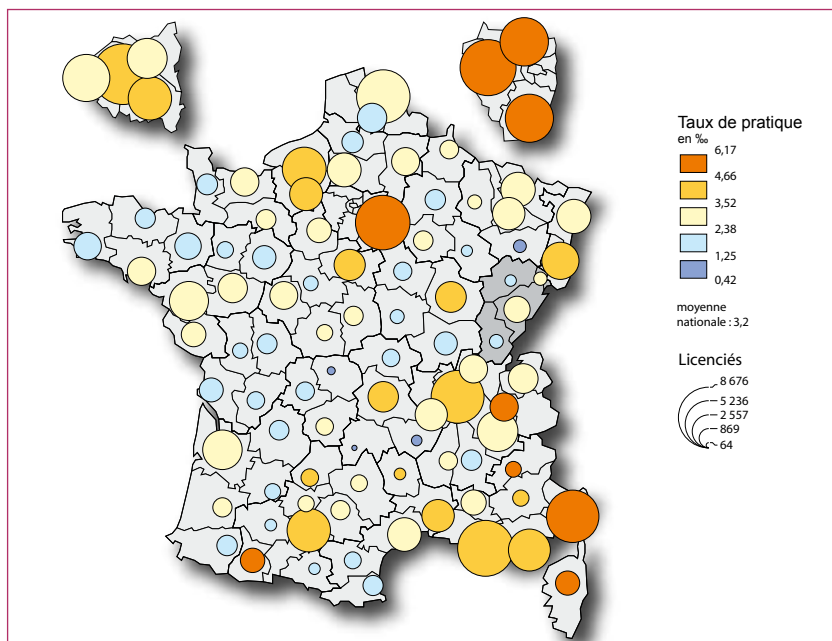 Taux de pratique
en ‰
6,17
4,66
3,52
2,38
1,25
0,42
moyenne
nationale : 3,2
Licenciés
8 676
5 236
2 557
869
64